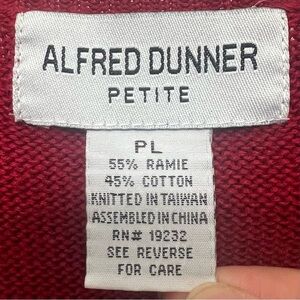 ALFRED DUNNER
PETITE
PL
55% RAMIE
45% COTTON
KNITTED IN TAIWAN
ASSEMBLED IN CHINA
RN# 19232
SEE REVERSE
FOR CARE